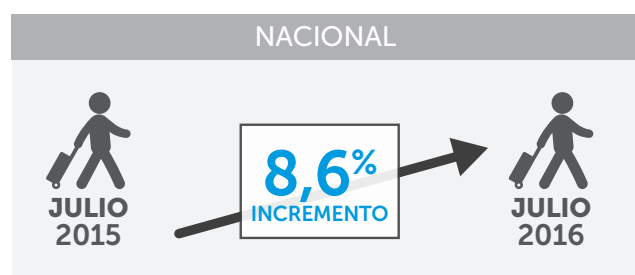 NACIONAL
JULIO
2015
8,6%
INCREMENTO
JULIO
2016